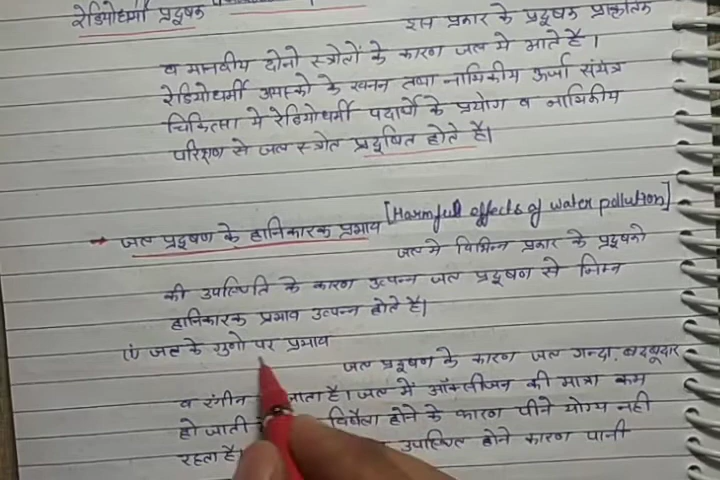 रेडियोधर्मी प्रदूषक
इस प्रकार के प्रदूषक प्राकृतिक
व मानवीय दोनो स्त्रोतों के कारण जल मे आते है।
रेडियोधर्मी अयस्को के खनन तथा नाभिकीय ऊर्जा संयंत्र
चिकित्सा मे रेडियोधर्मी पदार्थो के प्रयोग व नाभिकीय
परिक्षण से जल स्त्रोत प्रदूषित होते है।
→ जल प्रदूषण के हानिकारक प्रभाव [Harmful effects of water pollution]
जल मे विभिन्न प्रकार के प्रदूषको
की उपस्थिति के कारण उत्पन्न जल प्रदूषण से निम्न
हानिकारक प्रभाव उत्पन्न होते है।
(i) जल के गुणो पर प्रभाव
जल प्रदूषण के कारण जल गन्दा, बदबूदार
व रंगीन जाता है। जल में ऑक्सीजन की मात्रा कम
हो जाती विषैला होने के कारण पीने योग्य नही
रहता है। उपस्थित होने कारण पानी